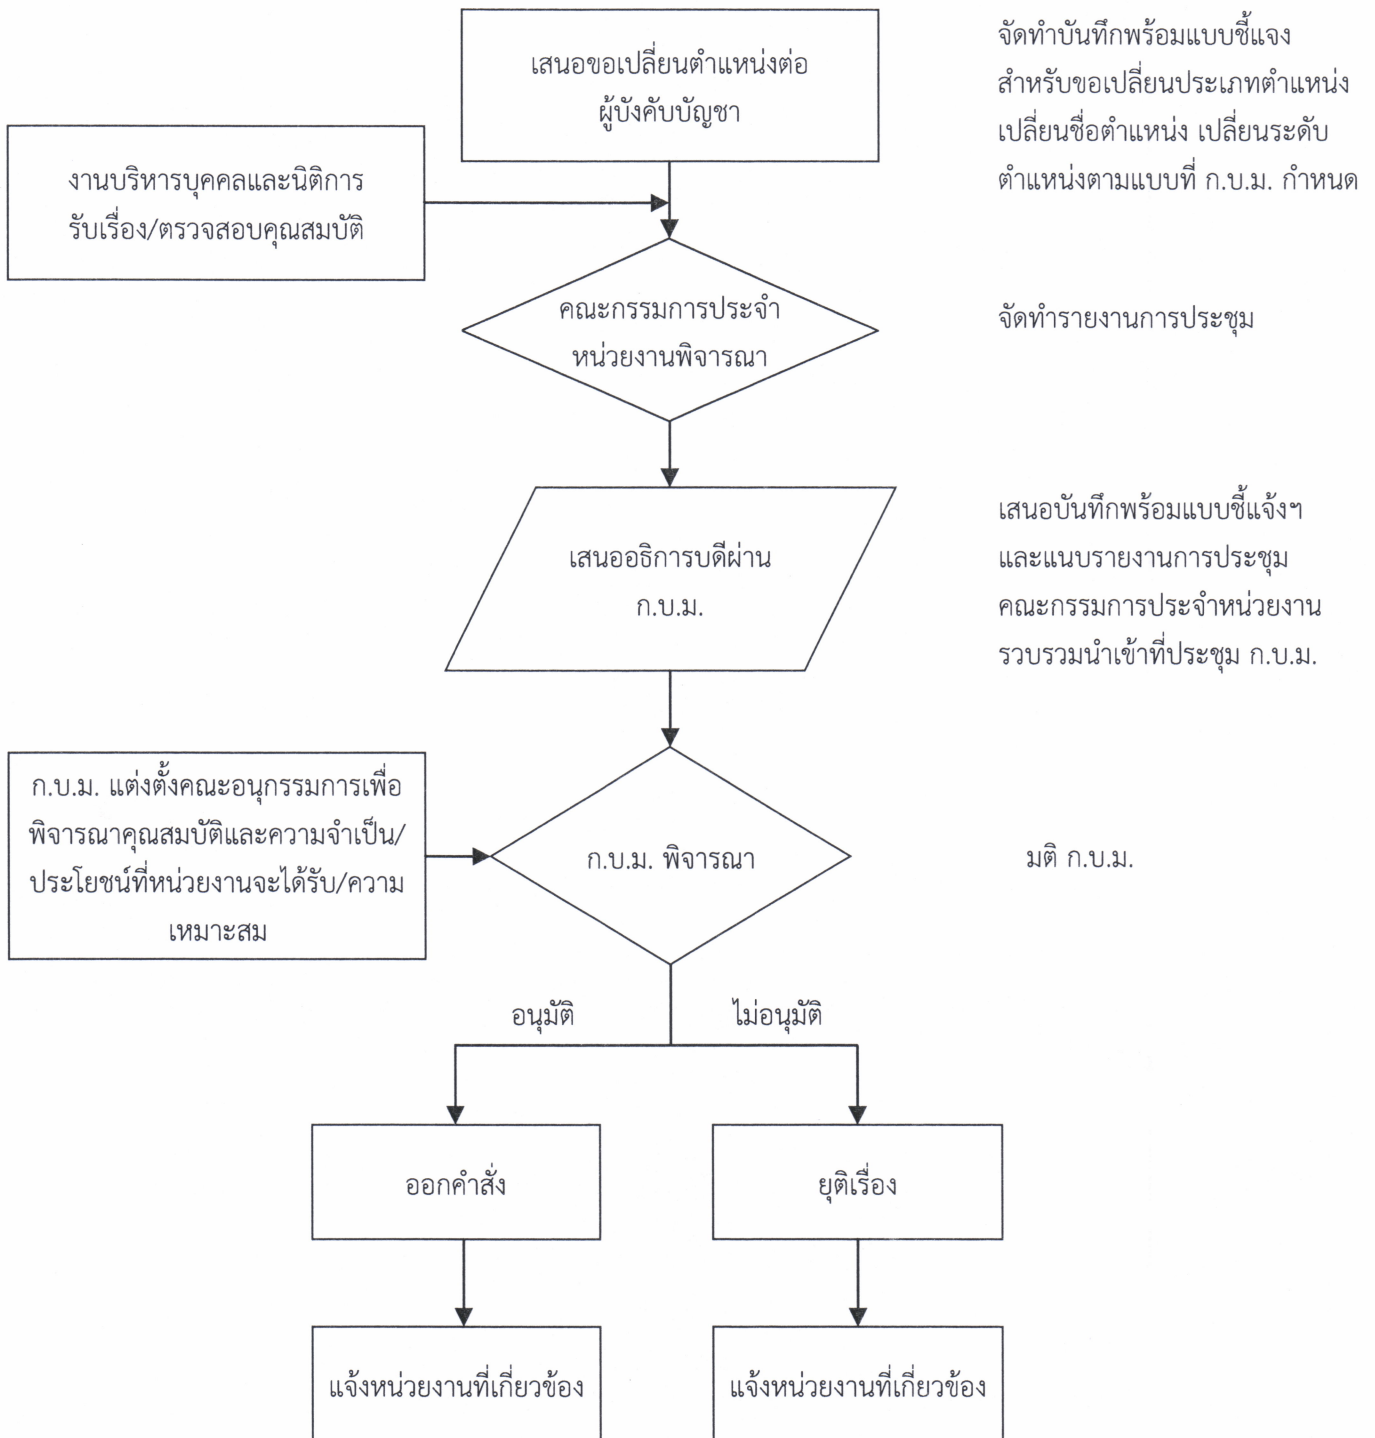 เสนอขอเปลี่ยนตำแหน่งต่อ
ผู้บังคับบัญชา
จัดทำบันทึกพร้อมแบบชี้แจง
สำหรับขอเปลี่ยนประเภทตำแหน่ง
เปลี่ยนชื่อตำแหน่ง เปลี่ยนระดับ
ตำแหน่งตามแบบที่ ก.บ.ม. กำหนด
งานบริหารบุคคลและนิติการ
รับเรื่อง/ตรวจสอบคุณสมบัติ
คณะกรรมการประจำ
หน่วยงานพิจารณา
จัดทำรายงานการประชุม
เสนออธิการบดีผ่าน
ก.บ.ม.
เสนอบันทึกพร้อมแบบชี้แจ้งฯ
และแนบรายงานการประชุม
คณะกรรมการประจำหน่วยงาน
รวบรวมนำเข้าที่ประชุม ก.บ.ม.
ก.บ.ม. แต่งตั้งคณะอนุกรรมการเพื่อ
พิจารณาคุณสมบัติและความจำเป็น/
ประโยชน์ที่หน่วยงานจะได้รับ/ความ
เหมาะสม
ก.บ.ม. พิจารณา
มติ ก.บ.ม.
อนุมัติ
ไม่อนุมัติ
ออกคำสั่ง
ยุติเรื่อง
แจ้งหน่วยงานที่เกี่ยวข้อง
แจ้งหน่วยงานที่เกี่ยวข้อง